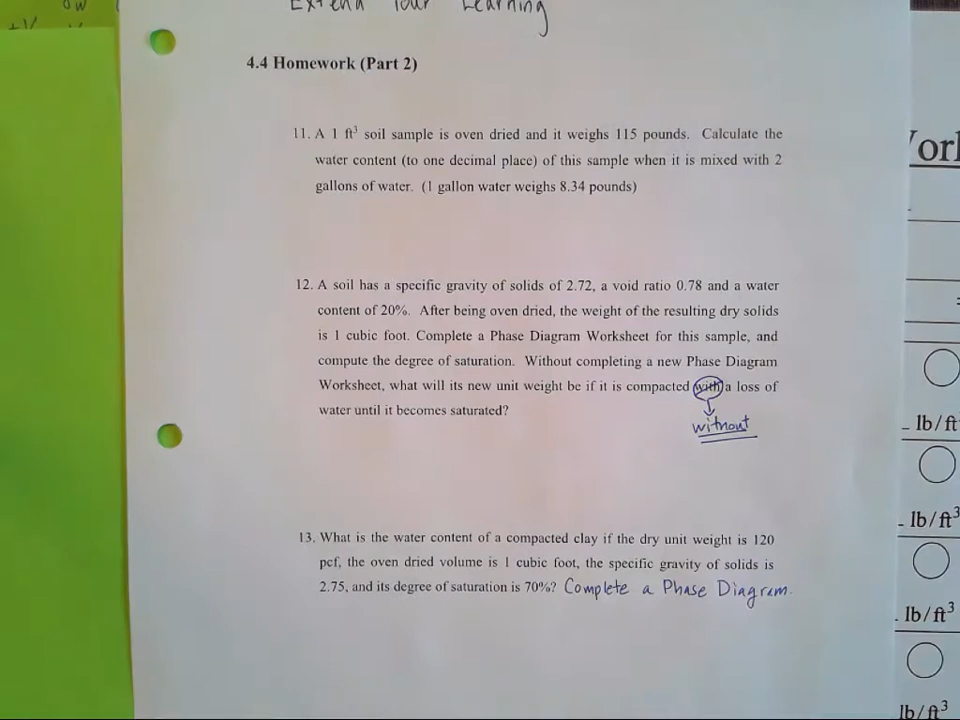 Extend Your Learning
4.4 Homework (Part 2)
11. A 1 ft³ soil sample is oven dried and it weighs 115 pounds. Calculate the
water content (to one decimal place) of this sample when it is mixed with 2
gallons of water. (1 gallon water weighs 8.34 pounds)
12. A soil has a specific gravity of solids of 2.72, a void ratio 0.78 and a water
content of 20%. After being oven dried, the weight of the resulting dry solids
is 1 cubic foot. Complete a Phase Diagram Worksheet for this sample, and
compute the degree of saturation. Without completing a new Phase Diagram
Worksheet, what will its new unit weight be if it is compacted with a loss of
water until it becomes saturated?
without
13. What is the water content of a compacted clay if the dry unit weight is 120
pcf, the oven dried volume is 1 cubic foot, the specific gravity of solids is
2.75, and its degree of saturation is 70%? Complete a Phase Diagram.
lb/ft
lb/ft³
lb/ft³
lb/ft³